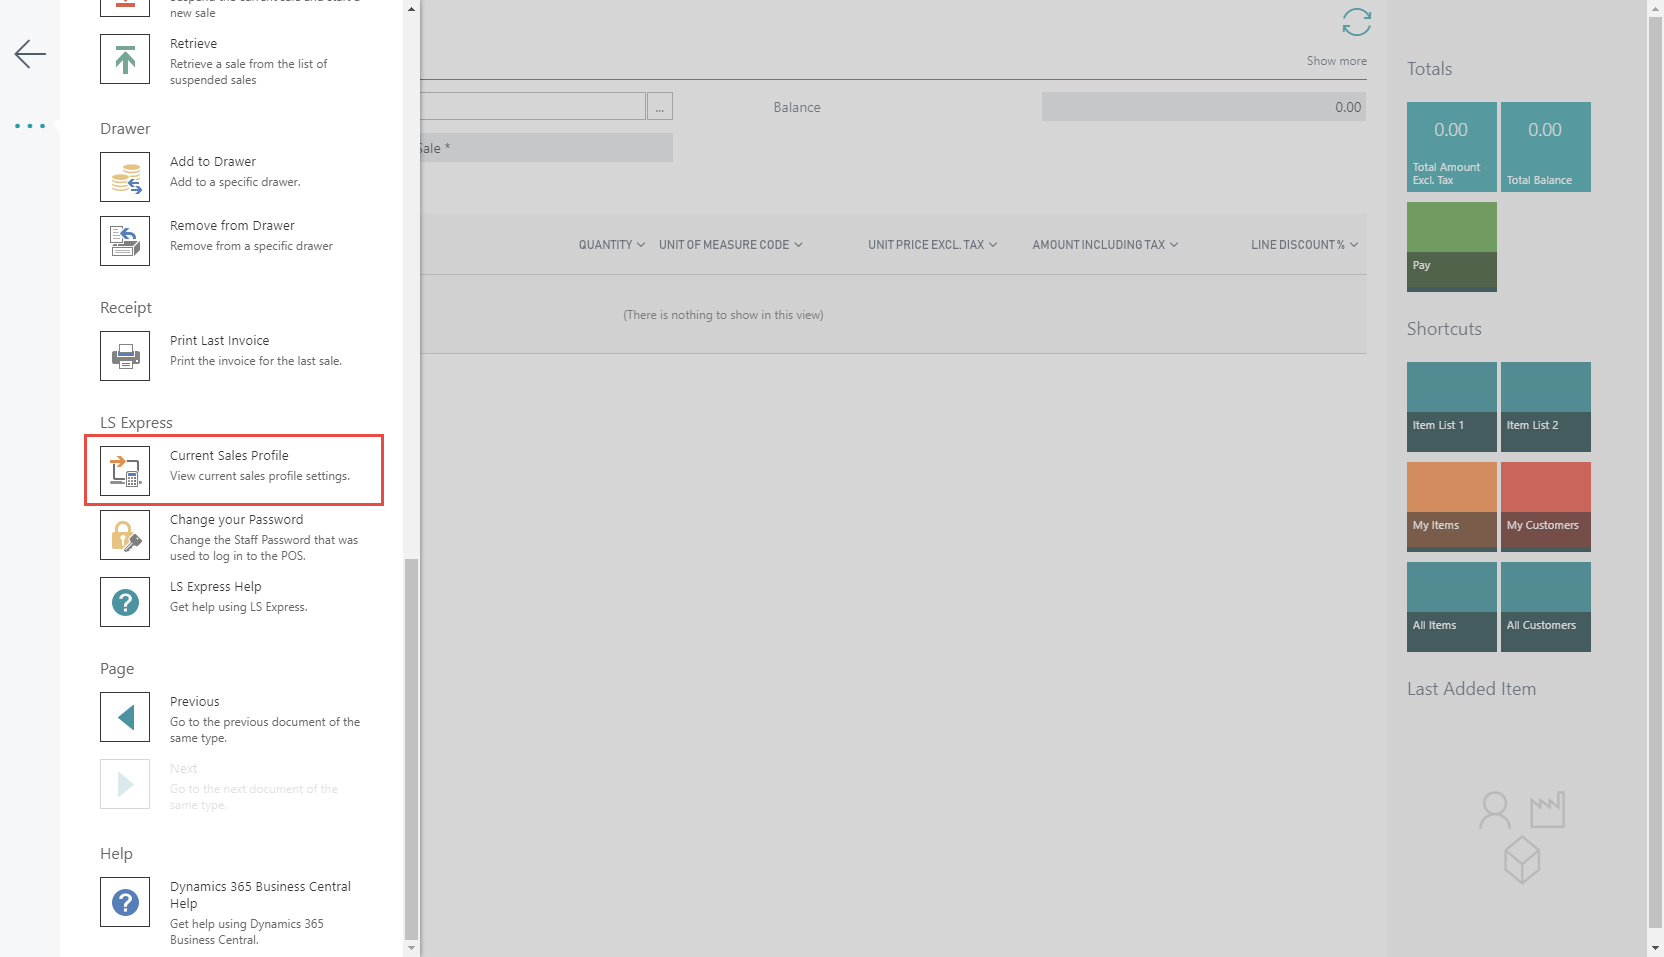 new sale
Retrieve
Retrieve a sale from the list of
suspended sales
Drawer
Add to Drawer
Add to a specific drawer.
Remove from Drawer
Remove from a specific drawer
Receipt
Print Last Invoice
Print the invoice for the last sale.
LS Express
Current Sales Profile
View current sales profile settings.
Change your Password
Change the Staff Password that was
used to log in to the POS.
LS Express Help
Get help using LS Express.
Page
Previous
Go to the previous document of the
same type.
Next
Go to the next document of the
same type.
Help
Dynamics 365 Business Central
Help
Get help using Dynamics 365
Business Central.
Show more
...
Balance
0.00
Sale *
QUANTITY
UNIT OF MEASURE CODE
UNIT PRICE EXCL. TAX
AMOUNT INCLUDING TAX
LINE DISCOUNT %
(There is nothing to show in this view)
Totals
0.00
Total Amount
Excl. Tax
0.00
Total Balance
Pay
Shortcuts
Item List 1
Item List 2
My Items
My Customers
All Items
All Customers
Last Added Item